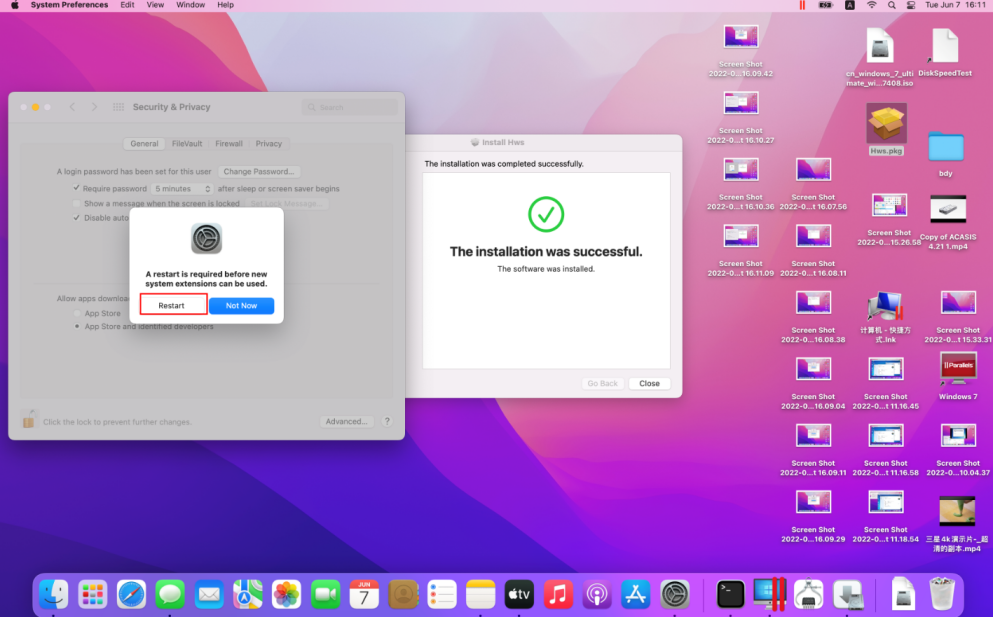 System Preferences Edit View Window Help
A
Tue Jun 7 16:11
Security & Privacy
Search
General FileVault Firewall Privacy
A login password has been set for this user Change Password...
Require password 5 minutes after sleep or screen saver begins
Show a message when the screen is locked Set Lock Message...
Disable auto
A restart is required before new
system extensions can be used.
Restart Not Now
Allow apps downloa
App Store
App Store and identified developers
Click the lock to prevent further changes.
Advanced... ?
Install Hws
The installation was completed successfully.
The installation was successful.
The software was installed.
Go Back Close
Screen Shot
2022-0...16.09.42
cn_windows_7_ulti
mate_wi...7408.iso
DiskSpeedTest
Screen Shot
2022-0...t 16.10.27
Hws.pkg
bdy
Screen Shot
2022-0...t 16.10.36
Screen Shot
2022-0...t 16.07.56
Screen Shot
2022-0...15.26.58
Copy of ACASIS
4.21 1.mp4
Screen Shot
2022-0...t 16.11.09
Screen Shot
2022-0...t 16.08.11
Screen Shot
2022-0...16.08.38
计算机 - 快捷方
式.lnk
Screen Shot
2022-0...t 15.33.31
Screen Shot
2022-0...16.09.04
Screen Shot
2022-0...t 11.16.45
Parallels
Windows 7
Screen Shot
2022-0...t 16.09.11
Screen Shot
2022-0...t 11.16.58
Screen Shot
2022-0...10.04.37
Screen Shot
2022-0...16.09.29
Screen Shot
2022-0...t 11.18.54
三星4k演示片-_超
清的副本.mp4
JUN
7
tv